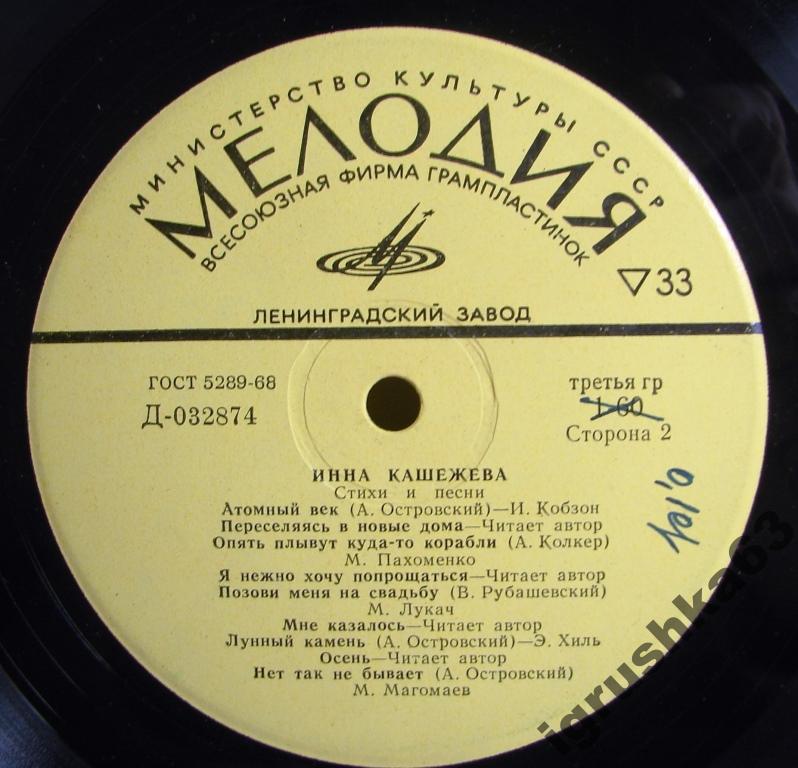 МИНИСТЕРСТВО КУЛЬТУРЫ СССР
МЕЛОДИЯ
ВСЕСОЮЗНАЯ ФИРМА ГРАМПЛАСТИНОК
▽33
ЛЕНИНГРАДСКИЙ ЗАВОД
ГОСТ 5289-68
Д-032874
третья гр
1-60
Сторона 2
ИННА КАШЕЖЕВА
Стихи и песни
Атомный век (А. Островский)—И. Кобзон
Переселяясь в новые дома—Читает автор
Опять плывут куда-то корабли (А. Колкер)
М. Пахоменко
Я нежно хочу попрощаться—Читает автор
Позови меня на свадьбу (В. Рубашевский)
М. Лукач
Мне казалось—Читает автор
Лунный камень (А. Островский)—Э. Хиль
Осень—Читает автор
Нет так не бывает (А. Островский)
М. Магомаев
igrushka63